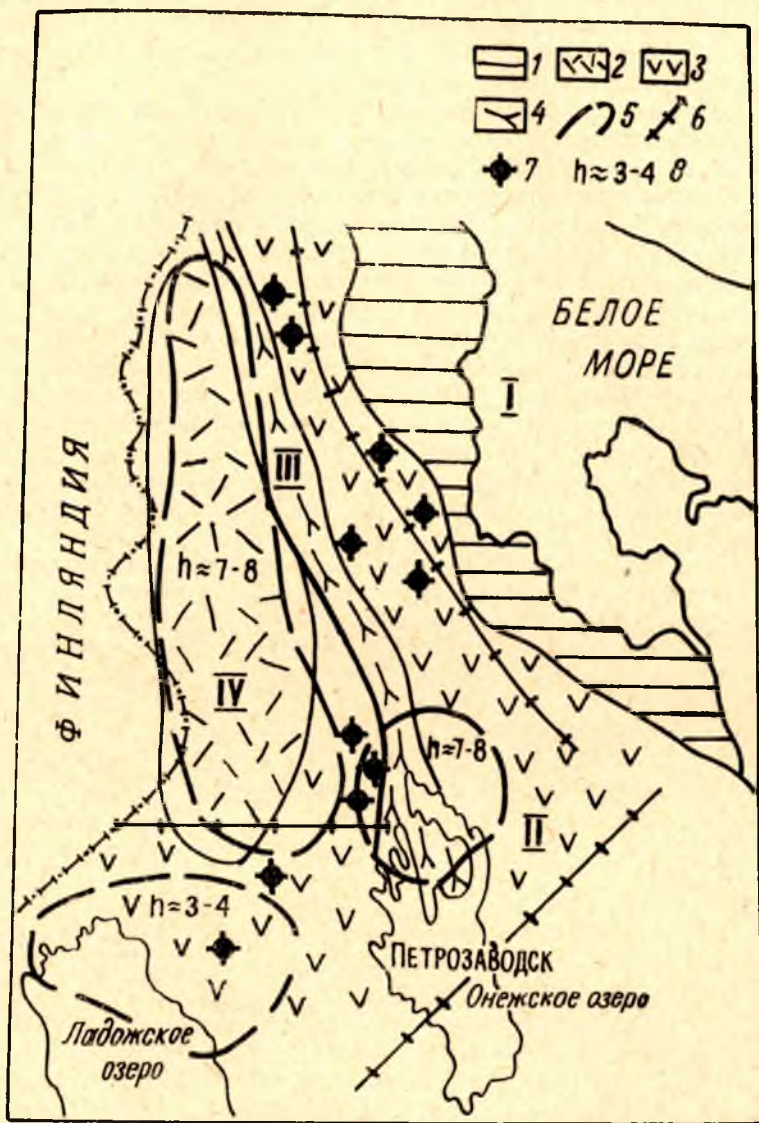 1 2 3
4 5 6
7 h≈3-4 8
БЕЛОЕ
МОРЕ
I
ФИНЛЯНДИЯ
III
h≈7-8
IV
h≈7-8
II
h≈3-4
ПЕТРОЗАВОДСК
Онежское озеро
Ладожское
озеро